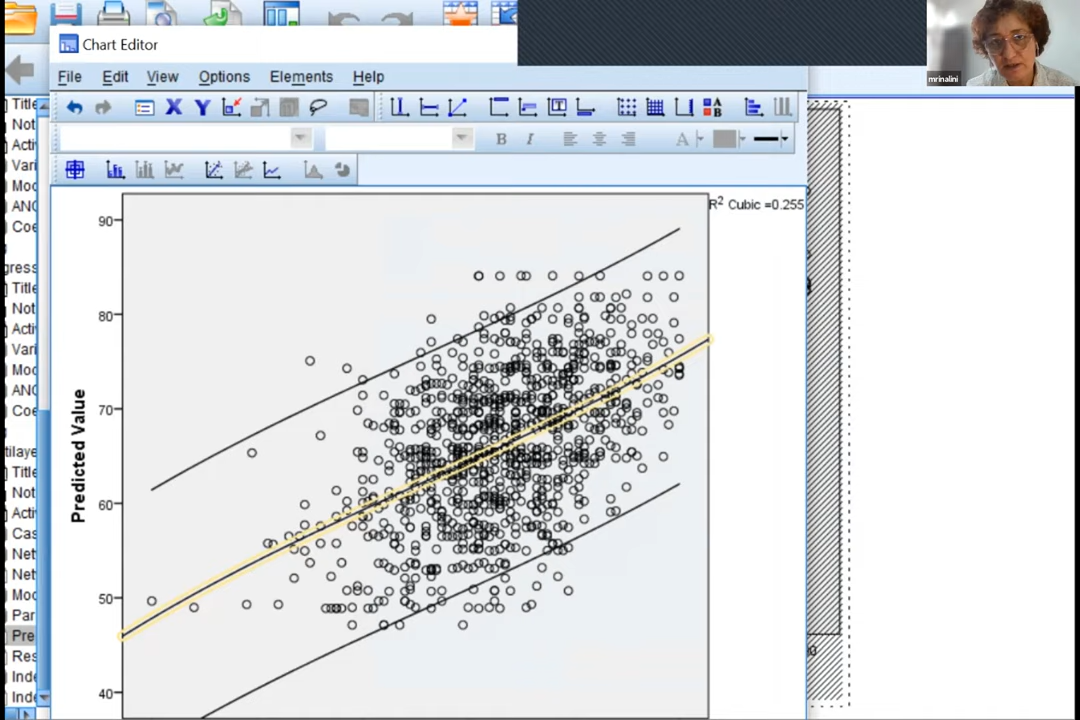 Chart Editor
mrinalini
File Edit View Options Elements Help
X Y
B I A
R² Cubic =0.255
90
80
70
60
50
40
Predicted Value
Title
Not
Acti
Vari
Moc
ANC
Coe
gress
Title
Not
Acti
Vari
Moc
ANC
Coe
tilaye
Title
Not
Acti
Cas
Net
Net
Moc
Par
Pre
Res
Inde
Inde